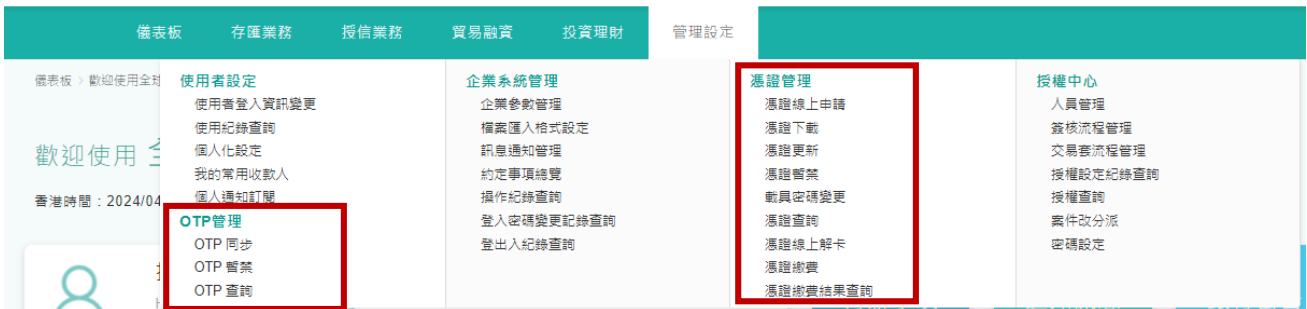 儀表板 存匯業務 授信業務 貿易融資 投資理財 管理設定
儀表板 > 歡迎使用全球
歡迎使用
香港時間：2024/04
使用者設定
使用者登入資訊變更
使用紀錄查詢
個人化設定
我的常用收款人
個人通知訂閱
OTP管理
OTP 同步
OTP 暫禁
OTP 查詢
企業系統管理
企業參數管理
檔案匯入格式設定
訊息通知管理
約定事項總覽
操作紀錄查詢
登入密碼變更記錄查詢
登出入紀錄查詢
憑證管理
憑證線上申請
憑證下載
憑證更新
憑證暫禁
載具密碼變更
憑證查詢
憑證線上解卡
憑證繳費
憑證繳費結果查詢
授權中心
人員管理
簽核流程管理
交易套流程管理
授權設定紀錄查詢
授權查詢
案件改分派
密碼設定